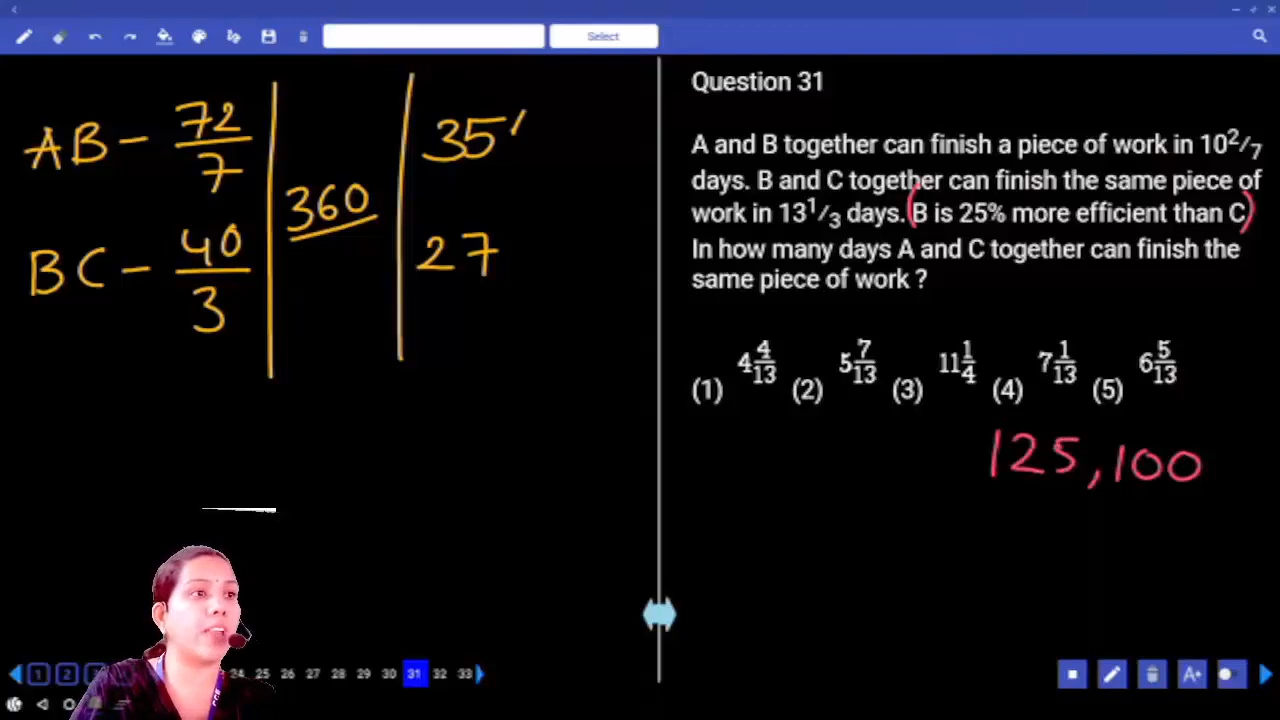 Select
AB - 72/7 | 360 | 35
BC - 40/3 | 27
Question 31
A and B together can finish a piece of work in 10 2/7
days. B and C together can finish the same piece of
work in 13 1/3 days. (B is 25% more efficient than C)
In how many days A and C together can finish the
same piece of work ?
(1) 4 4/13 (2) 5 7/13 (3) 11 1/4 (4) 7 1/13 (5) 6 5/13
125, 100
1 2 24 25 26 27 28 29 30 31 32 33
A+